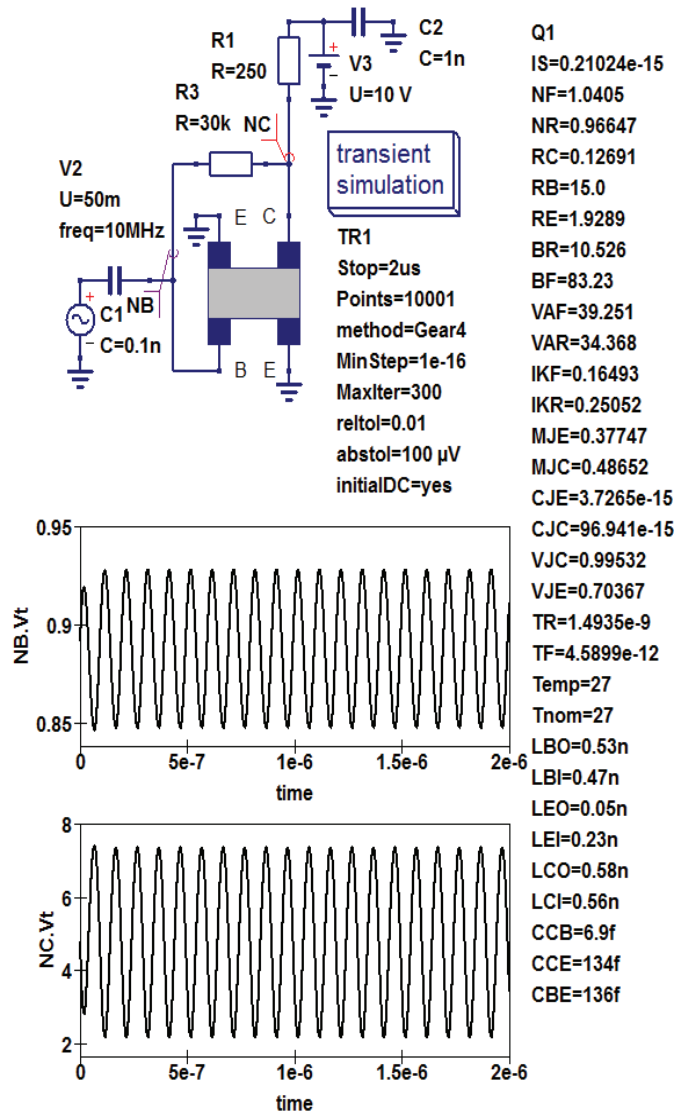 R1
R=250
C2
C=1n
V3
U=10 V
R3
R=30k
NC
V2
U=50m
freq=10MHz
transient
simulation
E
C
NB
C1
C=0.1n
B
E
TR1
Stop=2us
Points=10001
method=Gear4
MinStep=1e-16
MaxIter=300
reltol=0.01
abstol=100 µV
initialDC=yes
Q1
IS=0.21024e-15
NF=1.0405
NR=0.96647
RC=0.12691
RB=15.0
RE=1.9289
BR=10.526
BF=83.23
VAF=39.251
VAR=34.368
IKF=0.16493
IKR=0.25052
MJE=0.37747
MJC=0.48652
CJE=3.7265e-15
CJC=96.941e-15
VJC=0.99532
VJE=0.70367
TR=1.4935e-9
TF=4.5899e-12
Temp=27
Tnom=27
LBO=0.53n
LBI=0.47n
LEO=0.05n
LEI=0.23n
LCO=0.58n
LCI=0.56n
CCB=6.9f
CCE=134f
CBE=136f
0.95
0.9
0.85
NB.Vt
0 5e-7 1e-6 1.5e-6 2e-6
time
8
6
4
2
NC.Vt
0 5e-7 1e-6 1.5e-6 2e-6
time